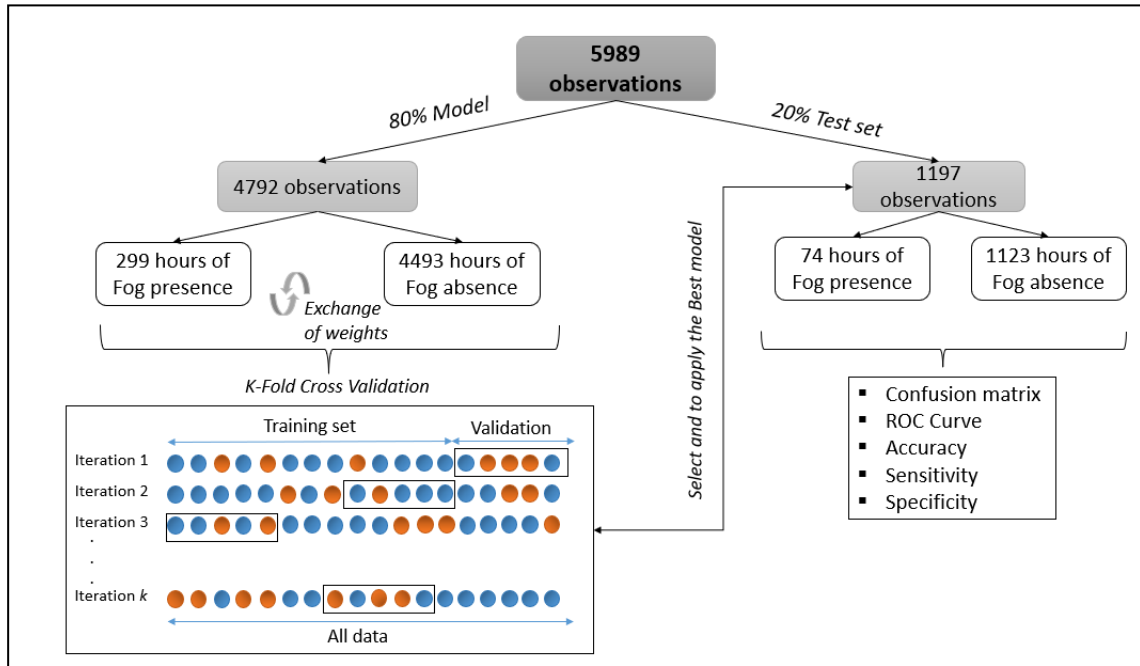 5989
observations
80% Model
20% Test set
4792 observations
1197
observations
299 hours of
Fog presence
4493 hours of
Fog absence
74 hours of
Fog presence
1123 hours of
Fog absence
Exchange
of weights
K-Fold Cross Validation
Select and to apply the Best model
▪ Confusion matrix
▪ ROC Curve
▪ Accuracy
▪ Sensitivity
▪ Specificity
Training set
Validation
Iteration 1
Iteration 2
Iteration 3
.
.
.
Iteration k
All data